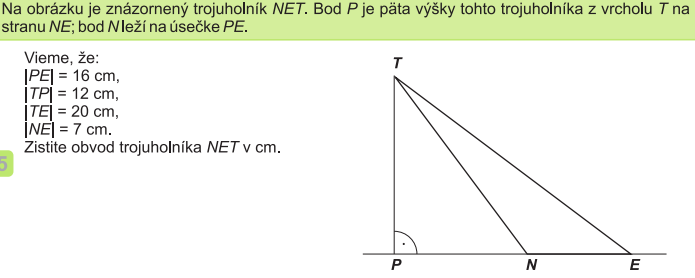 Na obrázku je znázornený trojuholník NET. Bod P je päta výšky tohto trojuholníka z vrcholu T na
stranu NE; bod N leží na úsečke PE.
Vieme, že:
|PE| = 16 cm,
|TP| = 12 cm,
|TE| = 20 cm,
|NE| = 7 cm.
Zistite obvod trojuholníka NET v cm.
5
T
P
N
E